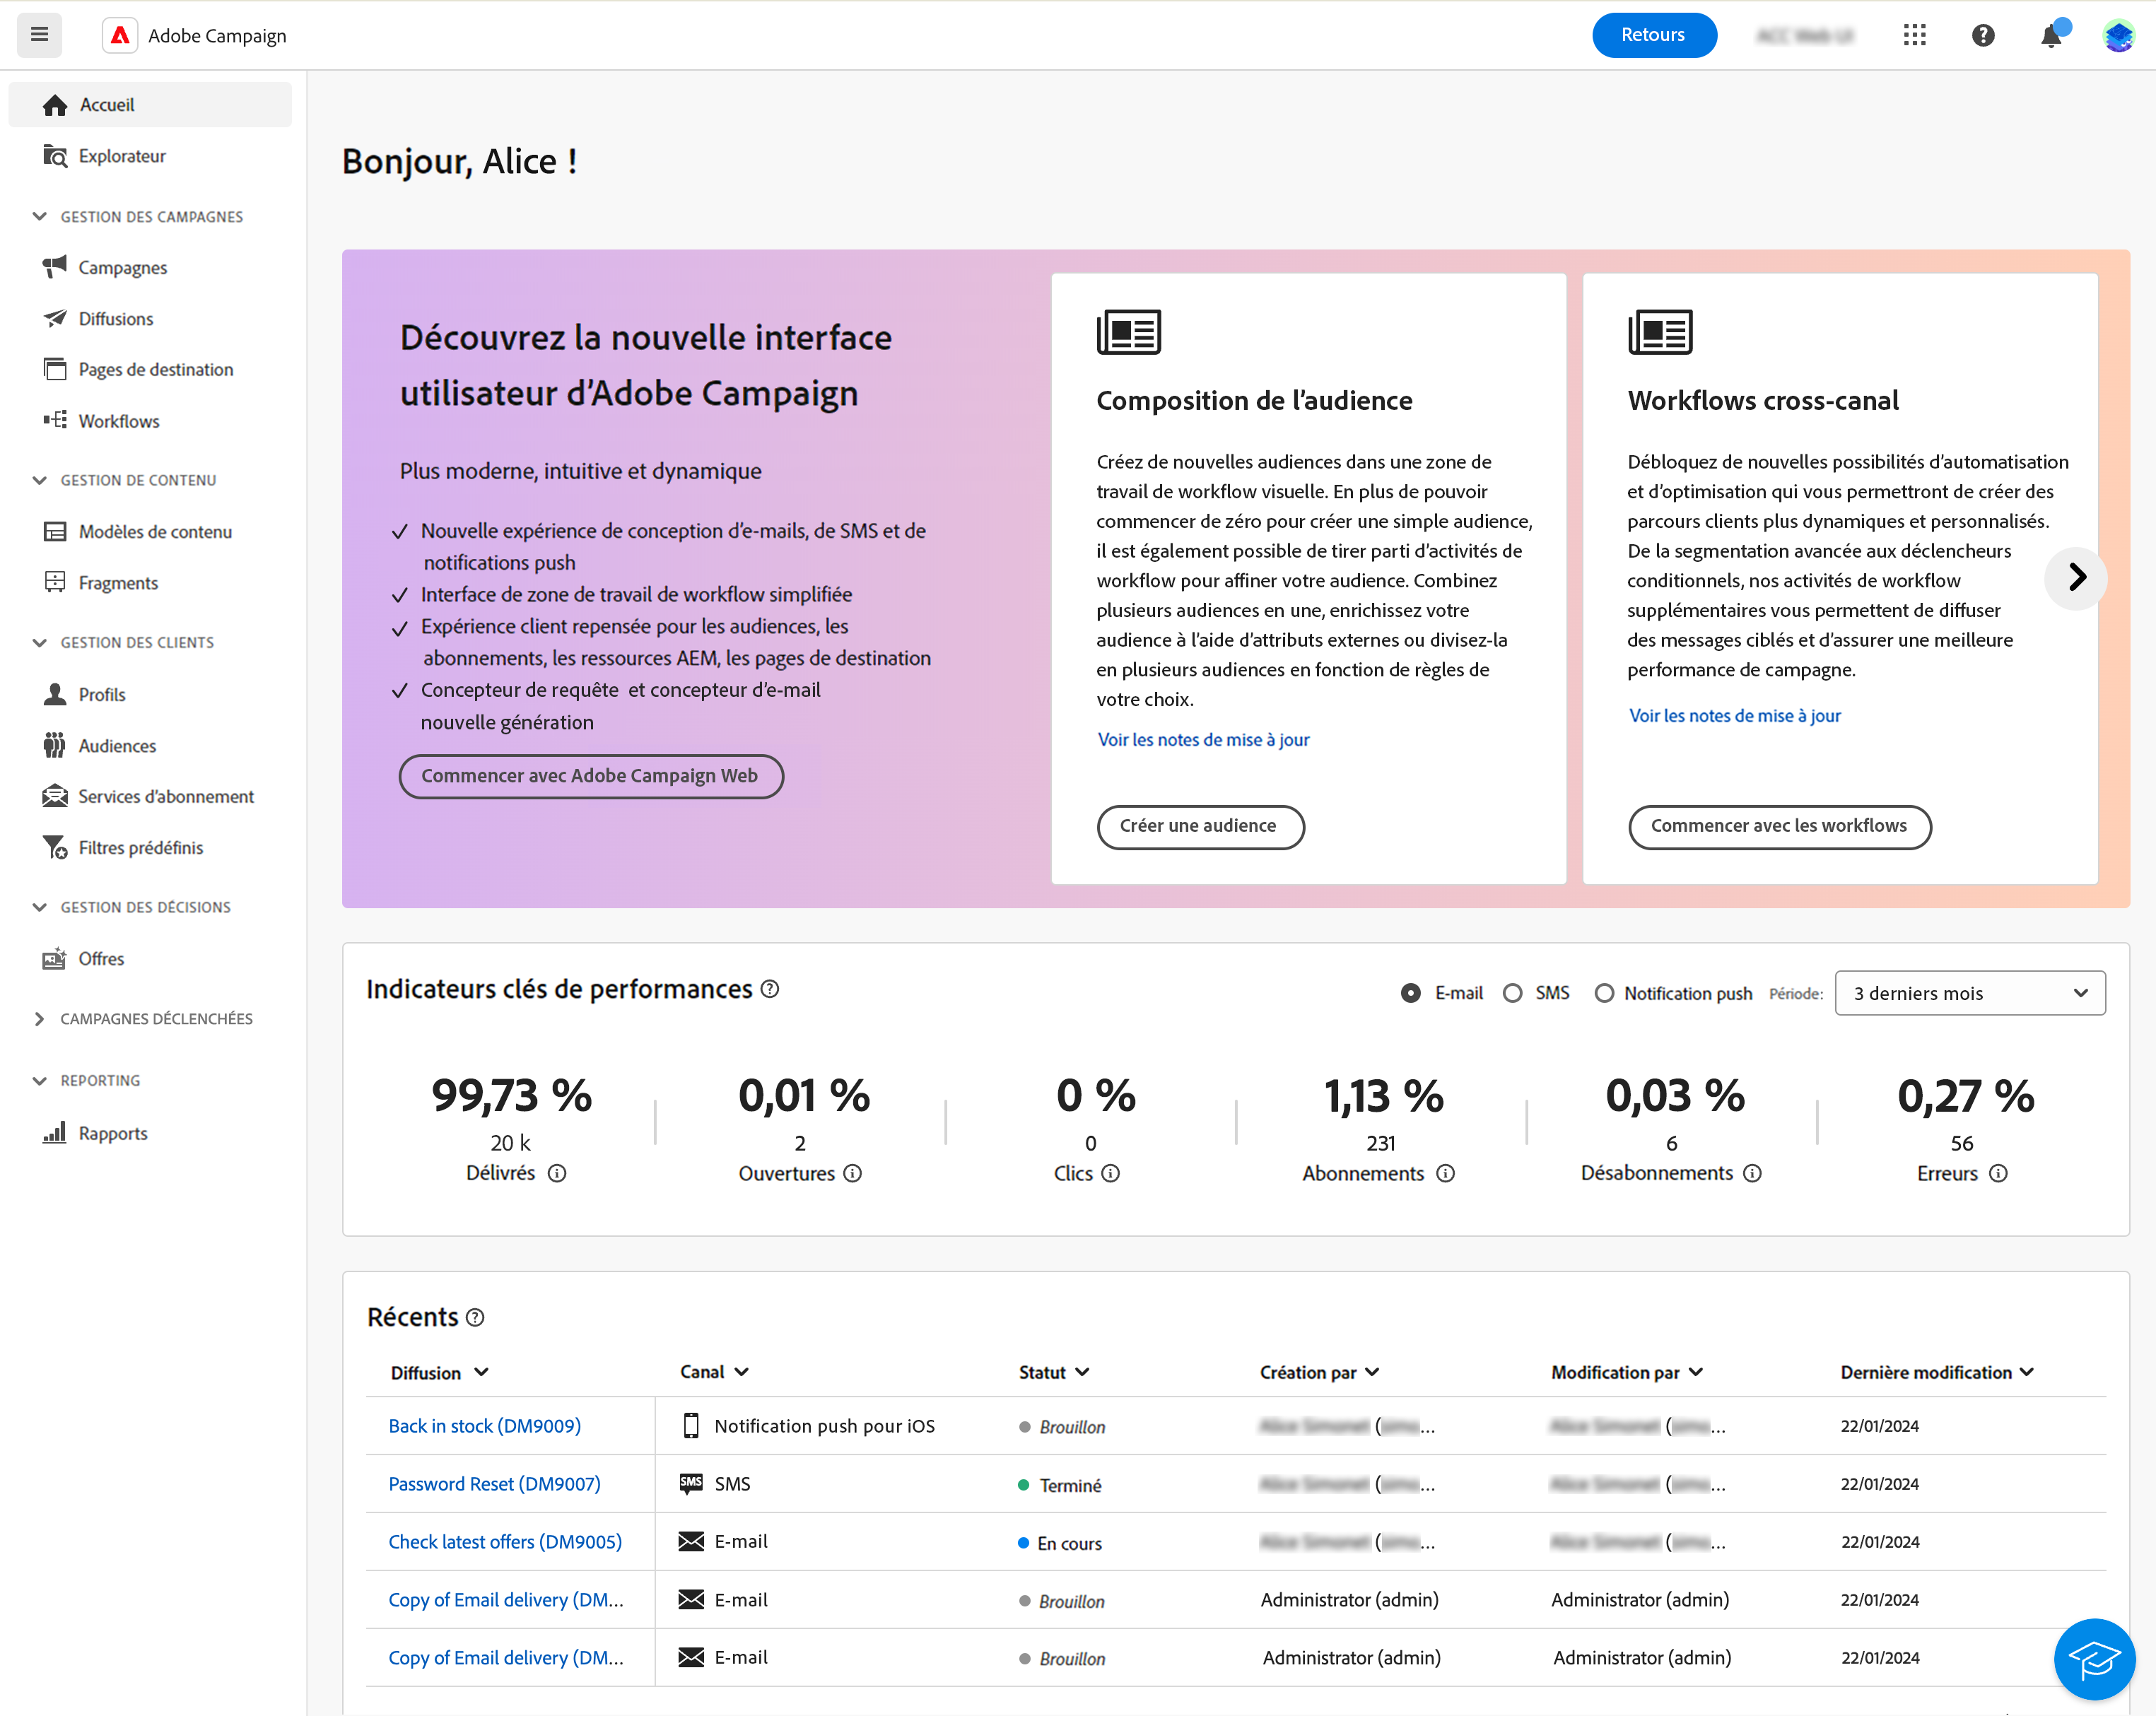 Adobe Campaign
Retours
Accueil
Explorateur
GESTION DES CAMPAGNES
Campagnes
Diffusions
Pages de destination
Workflows
GESTION DE CONTENU
Modèles de contenu
Fragments
GESTION DES CLIENTS
Profils
Audiences
Services d’abonnement
Filtres prédéfinis
GESTION DES DÉCISIONS
Offres
CAMPAGNES DÉCLENCHÉES
REPORTING
Rapports
Bonjour, Alice !
Découvrez la nouvelle interface
utilisateur d’Adobe Campaign
Plus moderne, intuitive et dynamique
Nouvelle expérience de conception d’e-mails, de SMS et de
notifications push
Interface de zone de travail de workflow simplifiée
Expérience client repensée pour les audiences, les
abonnements, les ressources AEM, les pages de destination
Concepteur de requête et concepteur d’e-mail
nouvelle génération
Commencer avec Adobe Campaign Web
Composition de l’audience
Créez de nouvelles audiences dans une zone de
travail de workflow visuelle. En plus de pouvoir
commencer de zéro pour créer une simple audience,
il est également possible de tirer parti d’activités de
workflow pour affiner votre audience. Combinez
plusieurs audiences en une, enrichissez votre
audience à l’aide d’attributs externes ou divisez-la
en plusieurs audiences en fonction de règles de
votre choix.
Voir les notes de mise à jour
Créer une audience
Workflows cross-canal
Débloquez de nouvelles possibilités d’automatisation
et d’optimisation qui vous permettront de créer des
parcours clients plus dynamiques et personnalisés.
De la segmentation avancée aux déclencheurs
conditionnels, nos activités de workflow
supplémentaires vous permettent de diffuser
des messages ciblés et d’assurer une meilleure
performance de campagne.
Voir les notes de mise à jour
Commencer avec les workflows
Indicateurs clés de performances
E-mail SMS Notification push Période: 3 derniers mois
99,73 % 0,01 % 0 % 1,13 % 0,03 % 0,27 %
20 k 2 0 231 6 56
Délivrés Ouvertures Clics Abonnements Désabonnements Erreurs
Récents
Diffusion Canal Statut Création par Modification par Dernière modification
Back in stock (DM9009) Notification push pour iOS Brouillon 22/01/2024
Password Reset (DM9007) SMS SMS Terminé 22/01/2024
Check latest offers (DM9005) E-mail En cours 22/01/2024
Copy of Email delivery (DM... E-mail Brouillon Administrator (admin) Administrator (admin) 22/01/2024
Copy of Email delivery (DM... E-mail Brouillon Administrator (admin) Administrator (admin) 22/01/2024